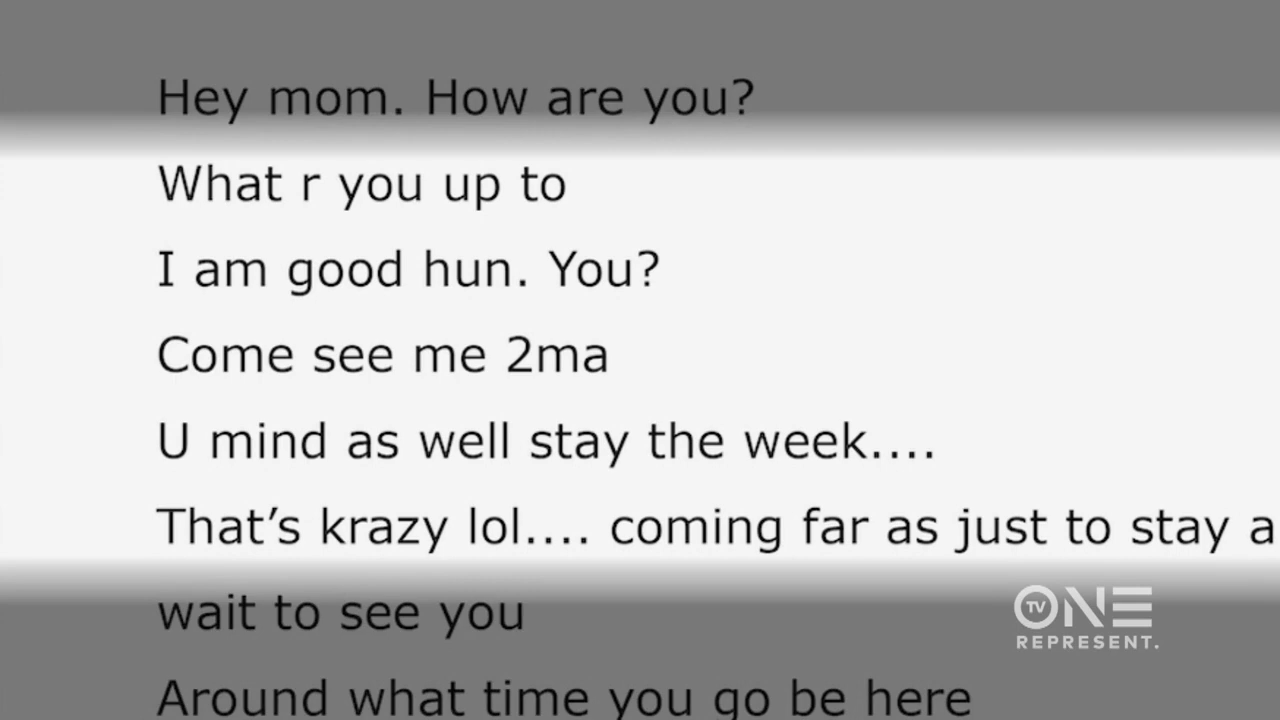 Hey mom. How are you?
What r you up to
I am good hun. You?
Come see me 2ma
U mind as well stay the week....
That's krazy lol.... coming far as just to stay a
wait to see you
TV ONE
REPRESENT.
Around what time you go be here